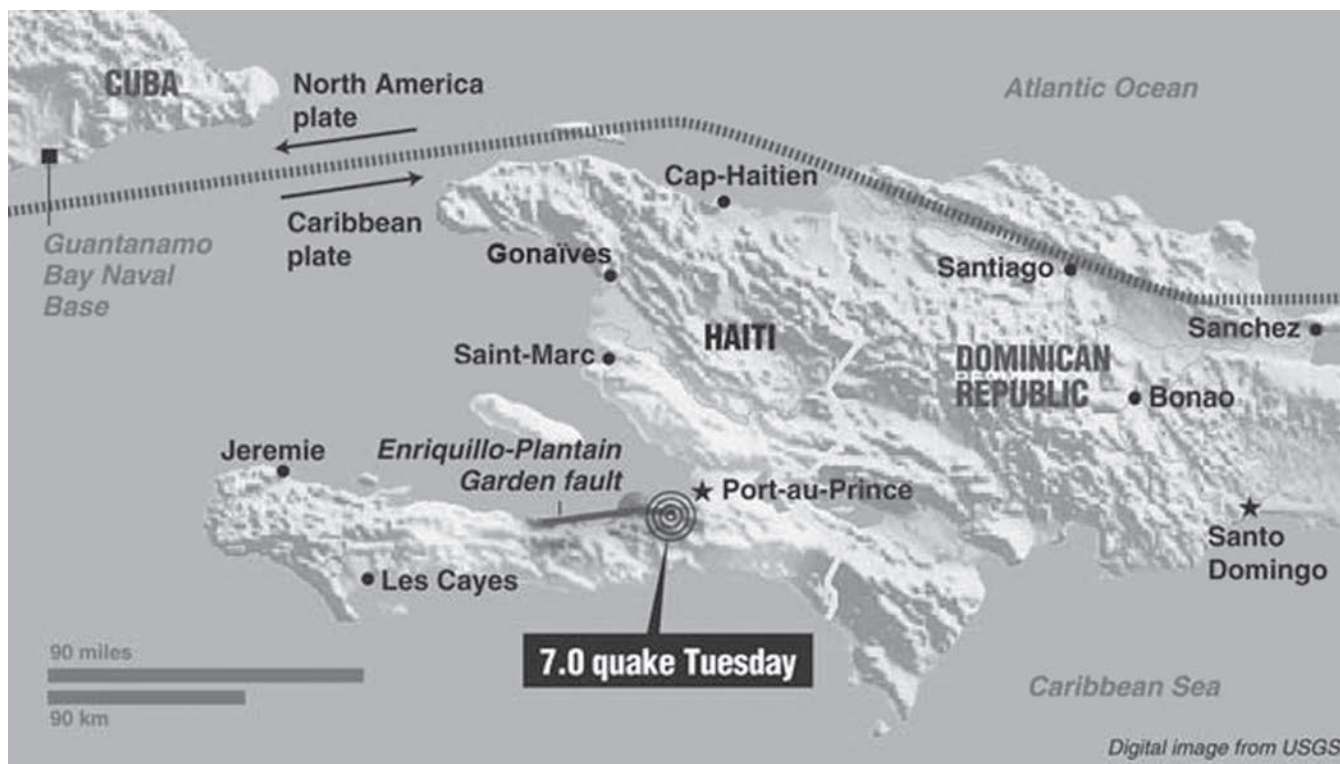 CUBA
North America
plate
Atlantic Ocean
Cap-Haitien
Caribbean
plate
Guantanamo
Bay Naval
Base
Gonaïves
Santiago
Sanchez
HAITI
Saint-Marc
DOMINICAN
REPUBLIC
Bonao
Jeremie
Enriquillo-Plantain
Garden fault
Port-au-Prince
Santo
Domingo
Les Cayes
90 miles
90 km
7.0 quake Tuesday
Caribbean Sea
Digital image from USGS